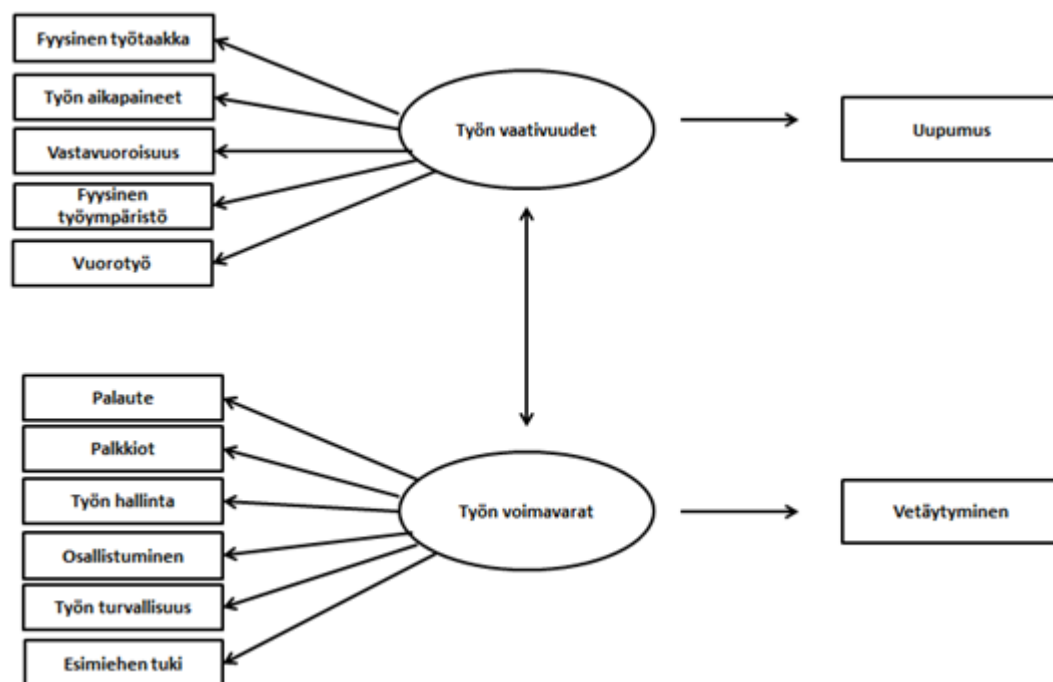 Fyysinen työtaakka
Työn aikapaineet
Vastavuoroisuus
Fyysinen
työympäristö
Vuorotyö
Työn vaativuudet
Uupumus
Palaute
Palkkiot
Työn hallinta
Osallistuminen
Työn turvallisuus
Esimiehen tuki
Työn voimavarat
Vetäytyminen